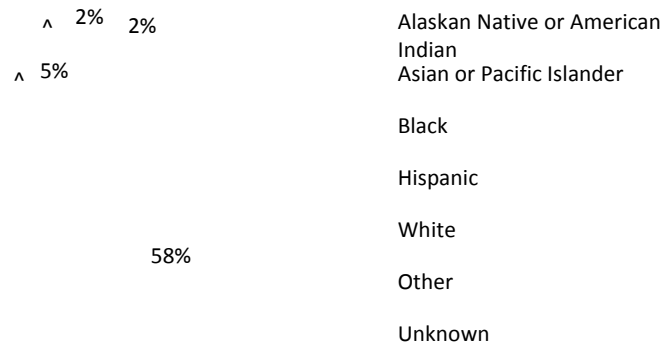 ^ 2% 2%
^ 5%
58%
Alaskan Native or American
Indian
Asian or Pacific Islander
Black
Hispanic
White
Other
Unknown